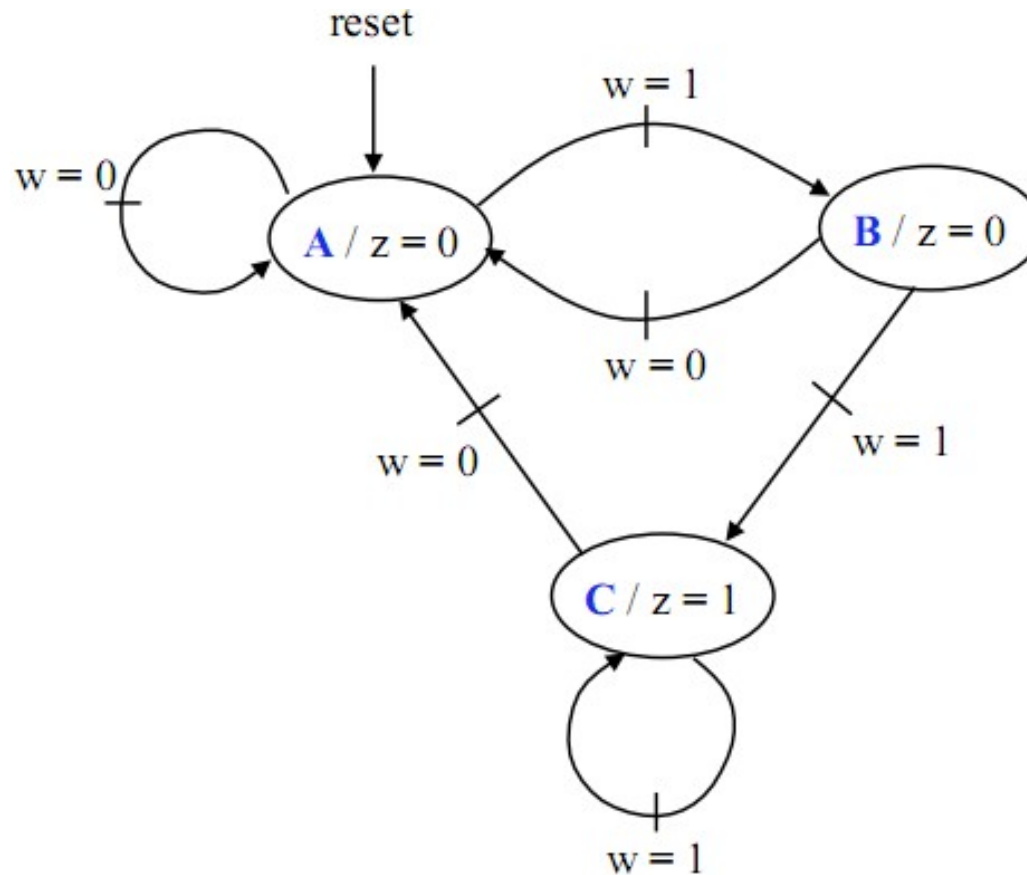 reset
w = 1
w = 0
A / z = 0
B / z = 0
w = 0
w = 1
w = 0
C / z = 1
w = 1